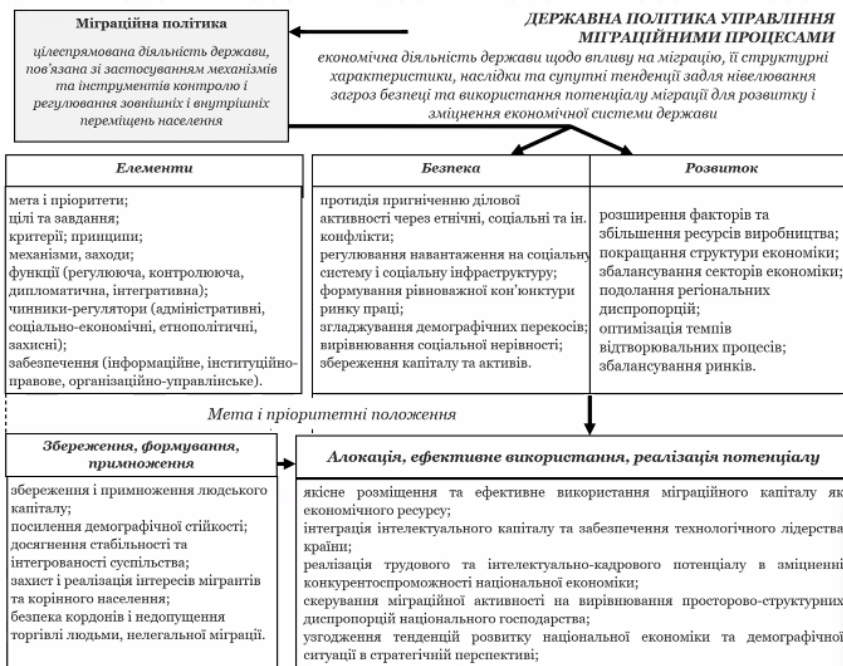 Міграційна політика
цілеспрямована діяльність держави,
пов'язана зі застосуванням механізмів
та інструментів контролю і
регулювання зовнішніх і внутрішніх
переміщень населення
ДЕРЖАВНА ПОЛІТИКА УПРАВЛІННЯ
МІГРАЦІЙНИМИ ПРОЦЕСАМИ
економічна діяльність держави щодо впливу на міграцію, її структурні
характеристики, наслідки та супутні тенденції задля нівелювання
загроз безпеці та використання потенціалу міграції для розвитку і
зміцнення економічної системи держави
Елементи
мета і пріоритети;
цілі та завдання;
критерії; принципи;
механізми, заходи;
функції (регулююча, контролююча,
дипломатична, інтегративна);
чинники-регулятори (адміністративні,
соціально-економічні, етнополітичні,
захисні);
забезпечення (інформаційне, інституційно-
правове, організаційно-управлінське).
Безпека
протидія пригніченню ділової
активності через етнічні, соціальні та ін.
конфлікти;
регулювання навантаження на соціальну
систему і соціальну інфраструктуру;
формування рівноважної кон'юнктури
ринку праці;
згладжування демографічних перекосів;
вирівнювання соціальної нерівності;
збереження капіталу та активів.
Розвиток
розширення факторів та
збільшення ресурсів виробництва;
покращання структури економіки;
збалансування секторів економіки;
подолання регіональних
диспропорцій;
оптимізація темпів
відтворювальних процесів;
збалансування ринків.
Мета і пріоритетні положення
Збереження, формування,
примноження
збереження і примноження людського
капіталу;
посилення демографічної стійкості;
досягнення стабільності та
інтегрованості суспільства;
захист і реалізація інтересів мігрантів
та корінного населення;
безпека кордонів і недопущення
торгівлі людьми, нелегальної міграції.
Алокація, ефективне використання, реалізація потенціалу
якісне розміщення та ефективне використання міграційного капіталу як
економічного ресурсу;
інтеграція інтелектуального капіталу та забезпечення технологічного лідерства
країни;
реалізація трудового та інтелектуально-кадрового потенціалу в зміцненні
конкурентоспроможності національної економіки;
скерування міграційної активності на вирівнювання просторово-структурних
диспропорцій національного господарства;
узгодження тенденцій розвитку національної економіки та демографічної
ситуації в стратегічній перспективі;